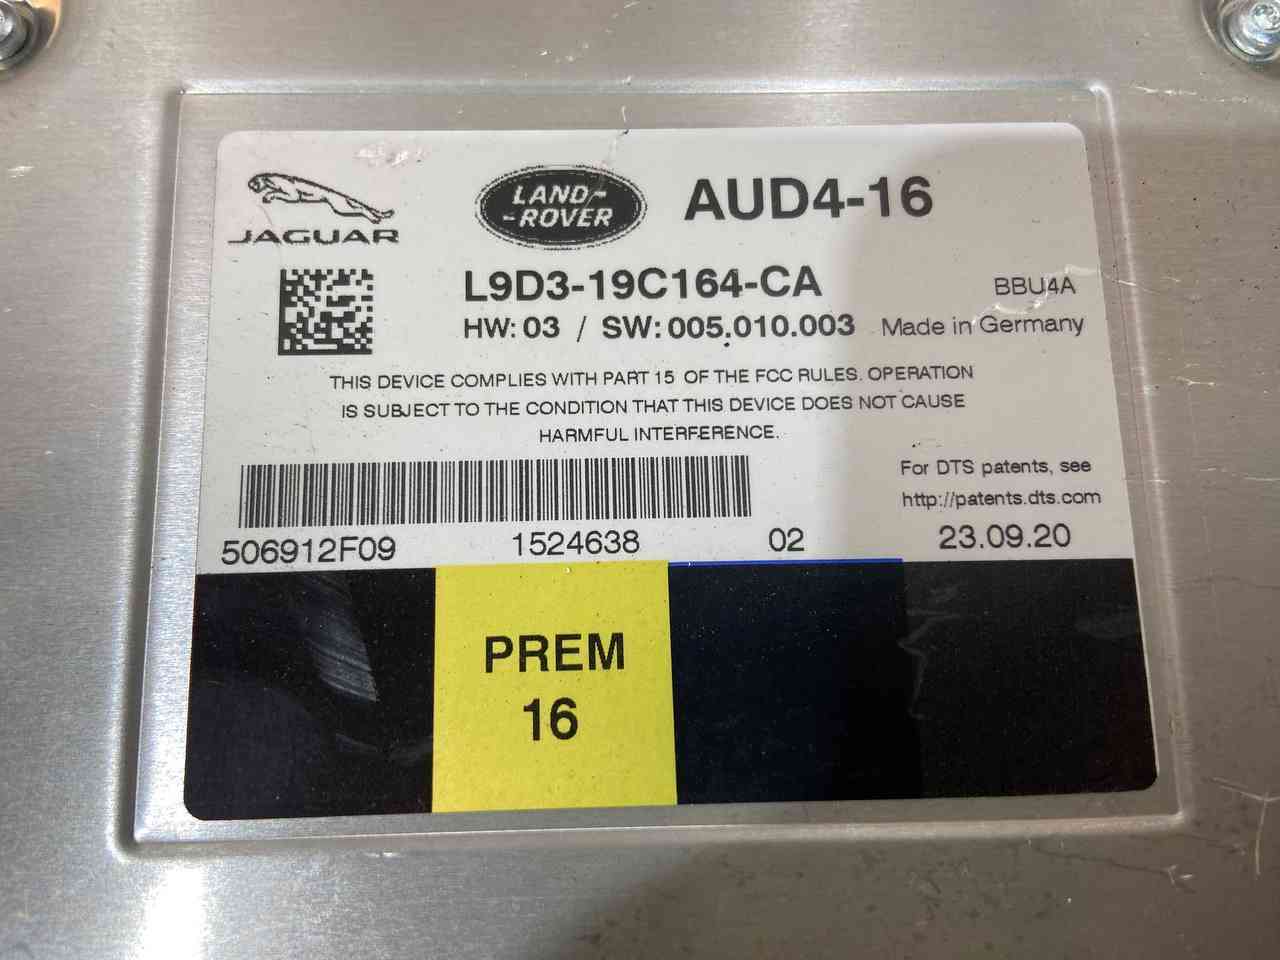 JAGUAR
LAND-
-ROVER
AUD4-16
L9D3-19C164-CA
BBU4A
HW: 03 / SW: 005.010.003
Made in Germany
THIS DEVICE COMPLIES WITH PART 15 OF THE FCC RULES. OPERATION
IS SUBJECT TO THE CONDITION THAT THIS DEVICE DOES NOT CAUSE
HARMFUL INTERFERENCE.
For DTS patents, see
http://patents.dts.com
506912F09 1524638 02 23.09.20
PREM
16